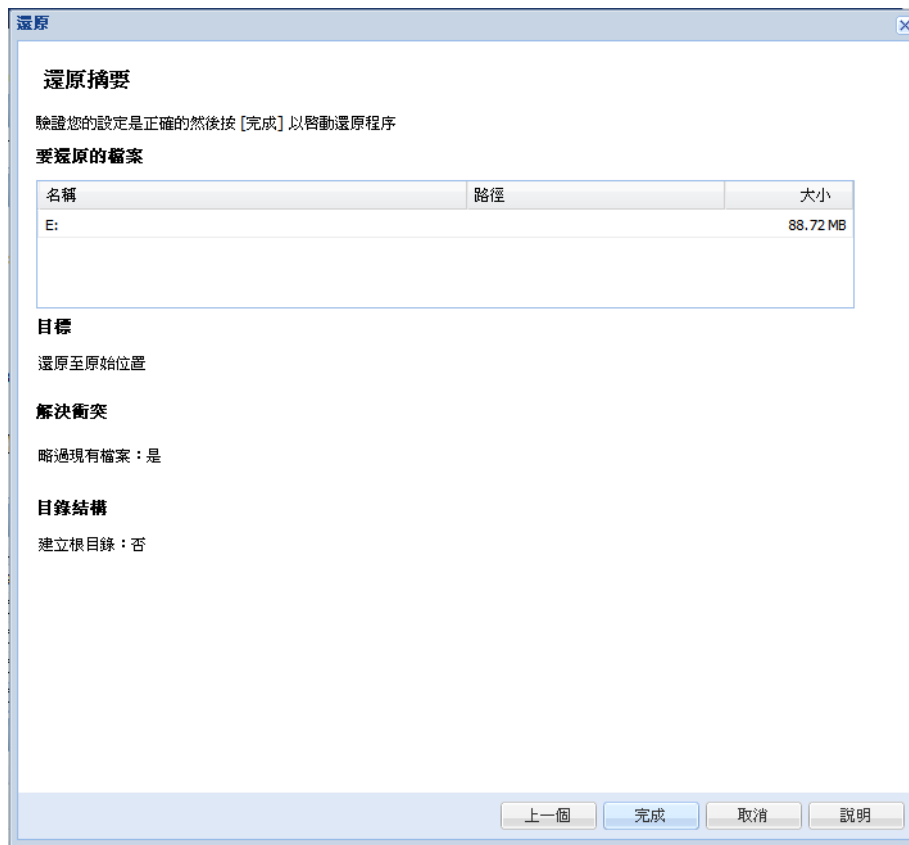 還原
還原摘要
驗證您的設定是正確的然後按 [完成] 以啓動還原程序
要還原的檔案
名稱 路徑 大小
E: 88.72 MB
目標
還原至原始位置
解決衝突
略過現有檔案：是
目錄結構
建立根目錄：否
上一個 完成 取消 說明